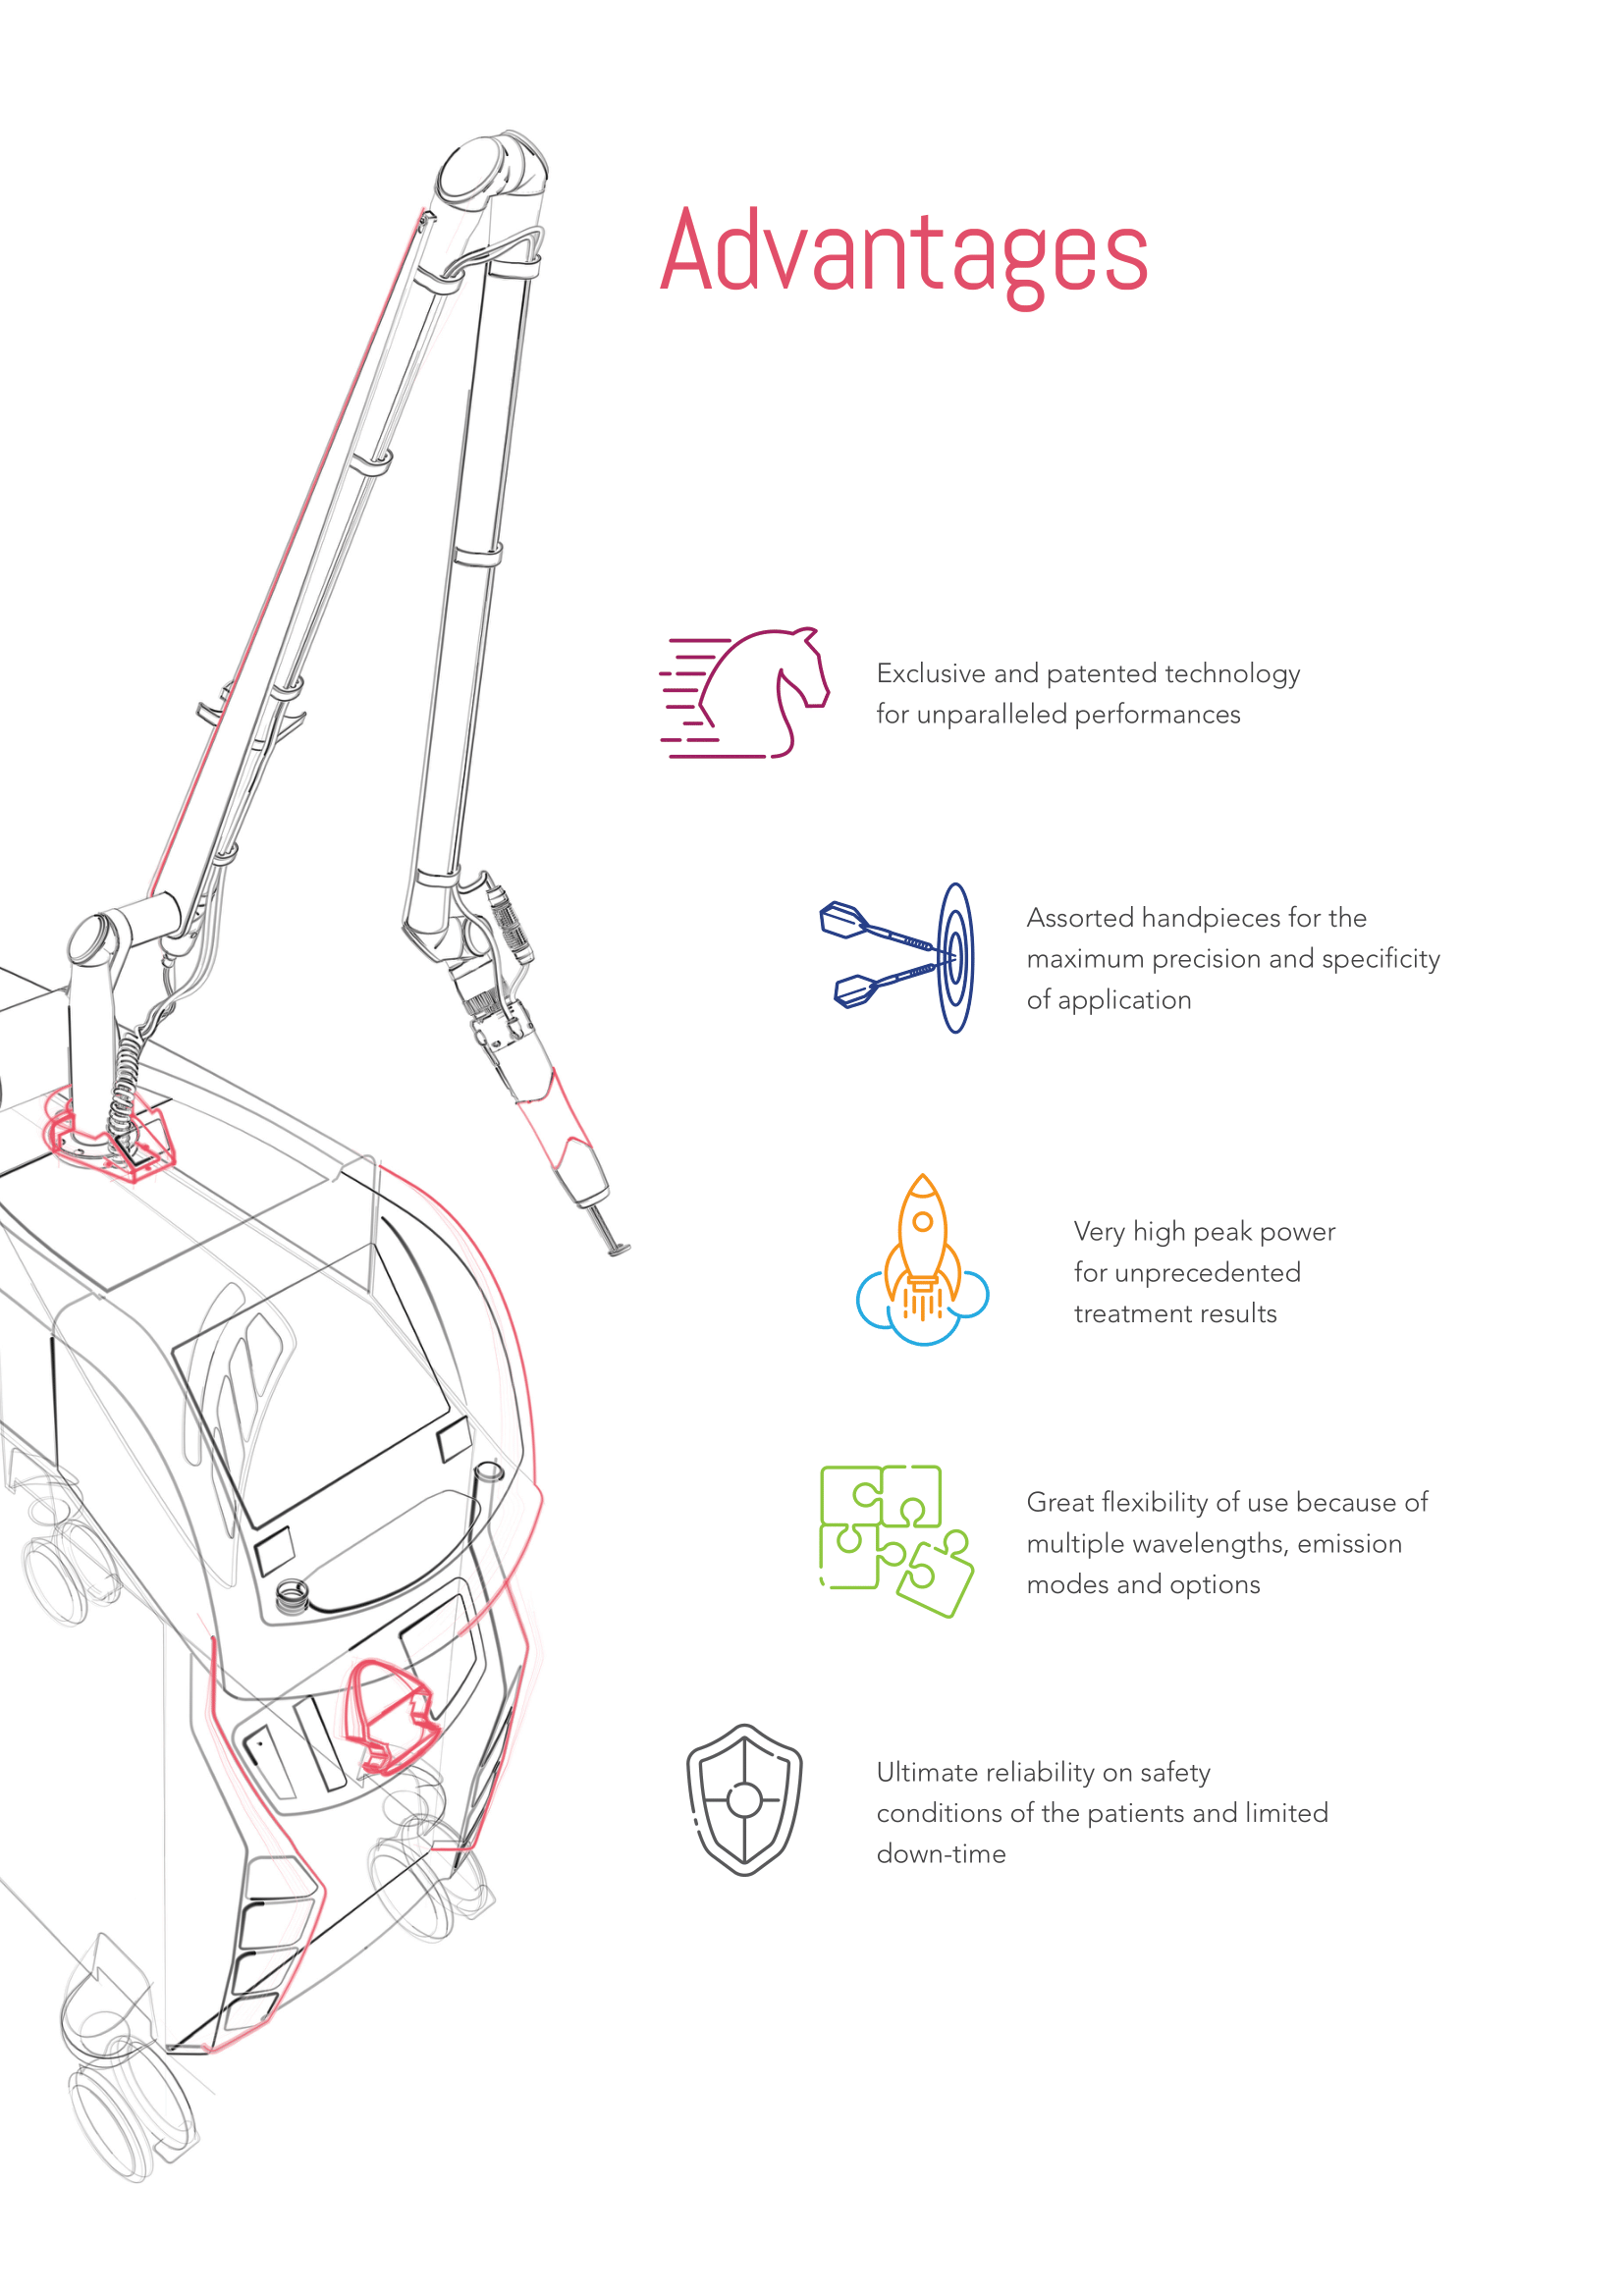 Advantages
Exclusive and patented technology
for unparalleled performances
Assorted handpieces for the
maximum precision and specificity
of application
Very high peak power
for unprecedented
treatment results
Great flexibility of use because of
multiple wavelengths, emission
modes and options
Ultimate reliability on safety
conditions of the patients and limited
down-time